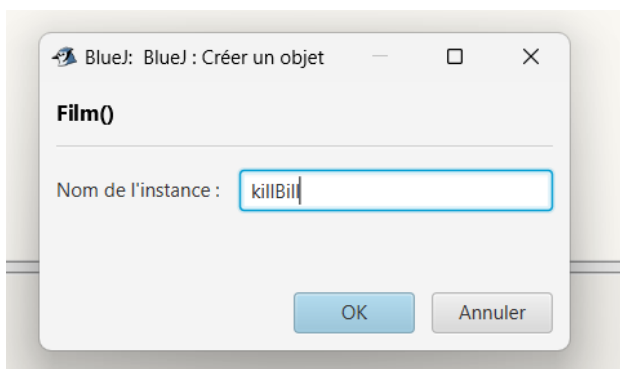 BlueJ: BlueJ : Créer un objet
Film()
Nom de l'instance : killBill
OK Annuler